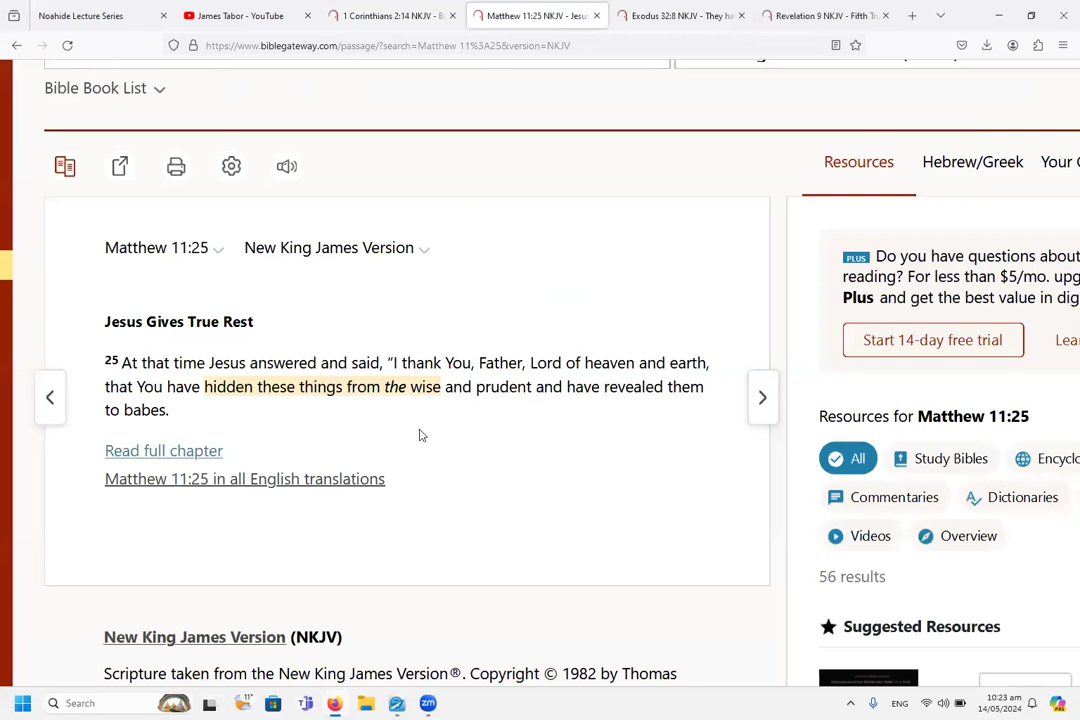 Noahide Lecture Series
James Tabor - YouTube
1 Corinthians 2:14 NKJV - B
Matthew 11:25 NKJV - Jesu
Exodus 32:8 NKJV - They ha
Revelation 9 NKJV - Fifth Tru
https://www.biblegateway.com/passage/?search=Matthew 11%3A25&version=NKJV
Bible Book List
Resources
Hebrew/Greek
Your
Matthew 11:25
New King James Version
PLUS Do you have questions about
reading? For less than $5/mo. upg
Plus and get the best value in dig
Jesus Gives True Rest
Start 14-day free trial
Lea
25 At that time Jesus answered and said, “I thank You, Father, Lord of heaven and earth,
that You have hidden these things from the wise and prudent and have revealed them
to babes.
Read full chapter
Matthew 11:25 in all English translations
Resources for Matthew 11:25
All
Study Bibles
Encyclo
Commentaries
Dictionaries
Videos
Overview
56 results
Suggested Resources
New King James Version (NKJV)
Scripture taken from the New King James Version®. Copyright © 1982 by Thomas
Search
11°
ENG
10:23 am
14/05/2024
PRE